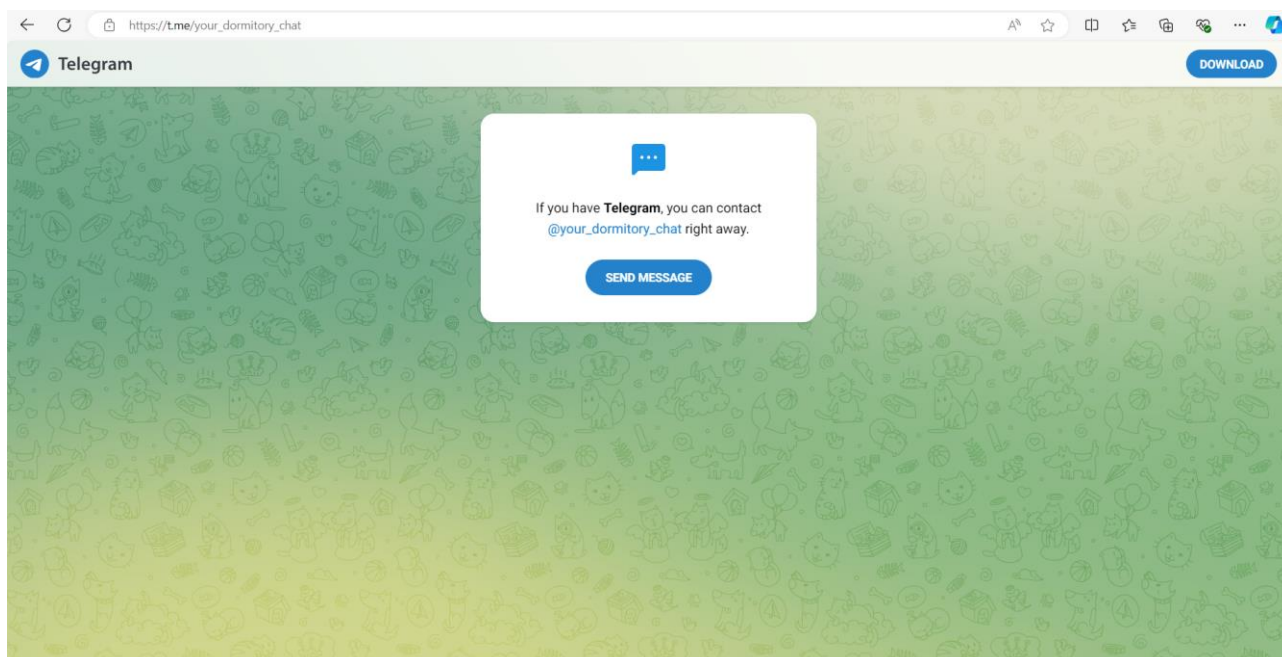 https://t.me/your_dormitory_chat
Telegram
DOWNLOAD
If you have Telegram, you can contact
@your_dormitory_chat right away.
SEND MESSAGE